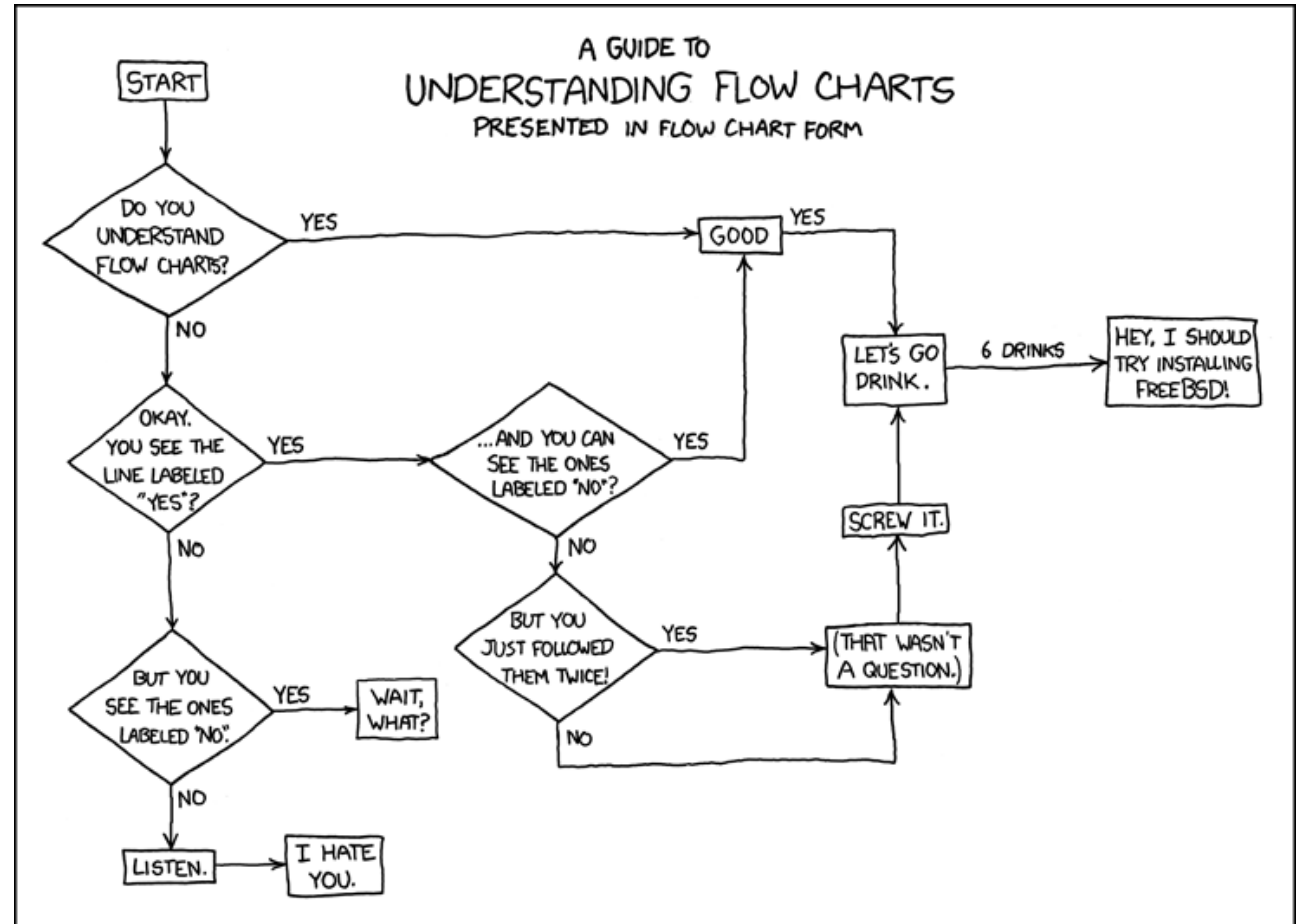 A GUIDE TO
UNDERSTANDING FLOW CHARTS
PRESENTED IN FLOW CHART FORM
START
DO YOU
UNDERSTAND
FLOW CHARTS?
YES
NO
GOOD
YES
OKAY.
YOU SEE THE
LINE LABELED
"YES"?
YES
NO
...AND YOU CAN
SEE THE ONES
LABELED "NO"?
YES
NO
BUT YOU
JUST FOLLOWED
THEM TWICE!
YES
NO
(THAT WASN'T
A QUESTION.)
SCREW IT.
LET'S GO
DRINK.
6 DRINKS
HEY, I SHOULD
TRY INSTALLING
FREEBSD!
BUT YOU
SEE THE ONES
LABELED "NO".
YES
WAIT,
WHAT?
NO
LISTEN.
I HATE
YOU.